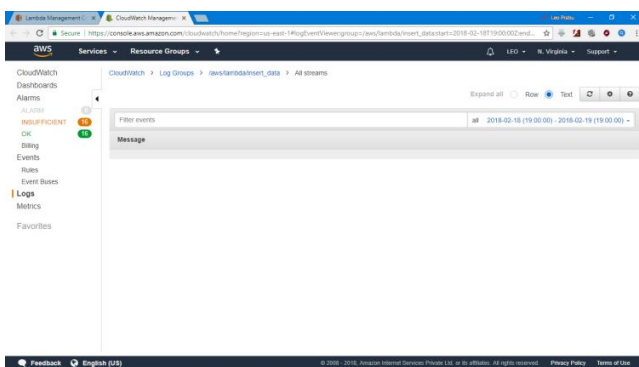 Lambda Management C
CloudWatch Managemen
Leo Prabu
Secure
https://console.aws.amazon.com/cloudwatch/home?region=us-east-1#logEventViewer:group=/aws/lambda/insert_data;start=2018-02-18T19:00:00Z;end...
aws
Services
Resource Groups
LEO
N. Virginia
Support
CloudWatch
Dashboards
Alarms
ALARM
0
INSUFFICIENT
16
OK
16
Billing
Events
Rules
Event Buses
Logs
Metrics
Favorites
CloudWatch > Log Groups > /aws/lambda/insert_data > All streams
Expand all
Row
Text
Filter events
all 2018-02-18 (19:00:00) - 2018-02-19 (19:00:00)
Message
Feedback
English (US)
© 2008 - 2018, Amazon Internet Services Private Ltd. or its affiliates. All rights reserved.
Privacy Policy
Terms of Use